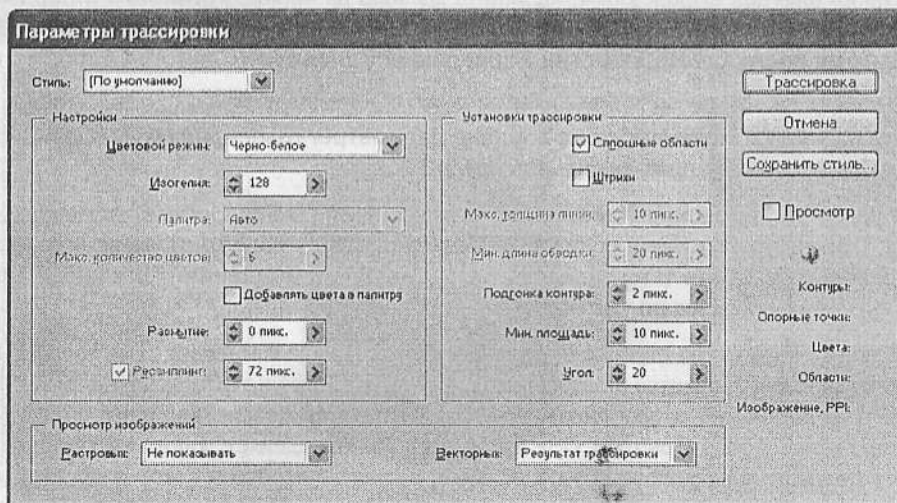 Параметры трассировки
Стиль: [По умолчанию]
Настройки
Цветовой режим: Черно-белое
Изогелия: 128
Палитра: Авто
Макс. количество цветов: 6
Добавлять цвета в палитру
Размытие: 0 пикс.
Ресэмплинг: 72 пикс.
Установки трассировки
Сплошные области
Штрихи
Макс. толщина линии: 10 пикс.
Мин. длина обводки: 20 пикс.
Подгонка контура: 2 пикс.
Мин. площадь: 10 пикс.
Угол: 20
Трассировка
Отмена
Сохранить стиль...
Просмотр
Контуры:
Опорные точки:
Цвета:
Области:
Изображение, PPI:
Просмотр изображений
Растровых: Не показывать
Векторных: Результат трассировки